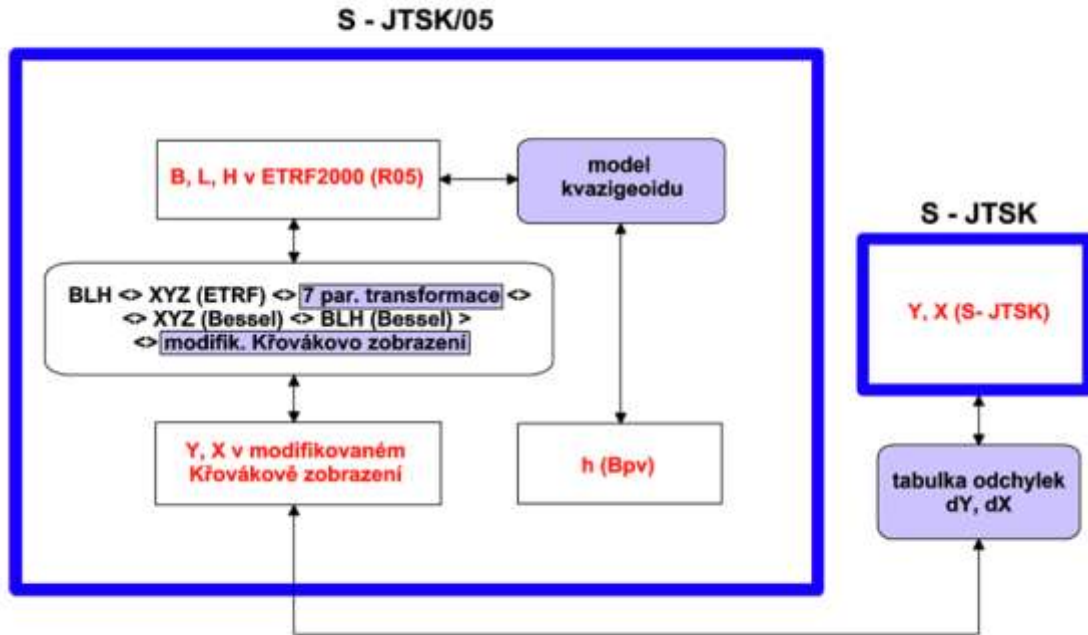 S - JTSK/05
B, L, H v ETRF2000 (R05)
model
kvazigeoidu
S - JTSK
BLH <> XYZ (ETRF) <> 7 par. transformace <>
<> XYZ (Bessel) <> BLH (Bessel) >
<> modifik. Křovákovo zobrazení
Y, X (S- JTSK)
Y, X v modifikovaném
Křovákově zobrazení
h (Bpv)
tabulka odchylek
dY, dX